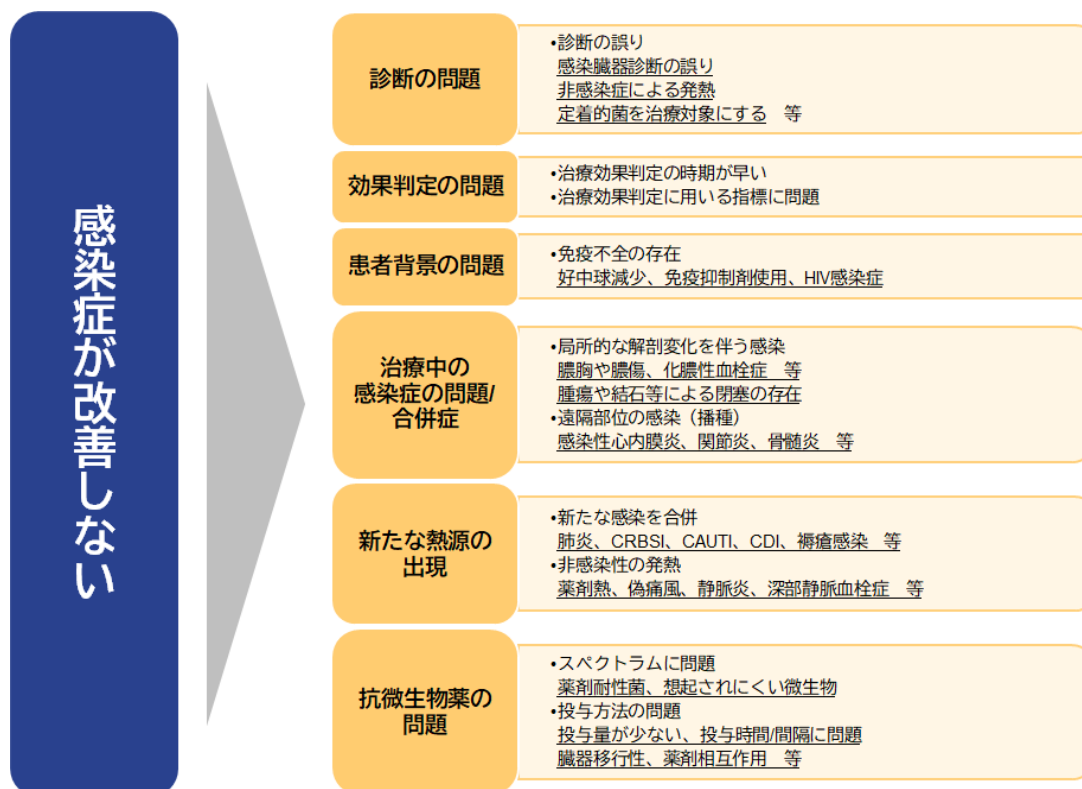 感染症が改善しない
診断の問題
•診断の誤り
感染臓器診断の誤り
非感染症による発熱
定着的菌を治療対象にする　等
効果判定の問題
•治療効果判定の時期が早い
•治療効果判定に用いる指標に問題
患者背景の問題
•免疫不全の存在
好中球減少、免疫抑制剤使用、HIV感染症
治療中の
感染症の問題/
合併症
•局所的な解剖変化を伴う感染
膿胸や膿傷、化膿性血栓症　等
腫瘍や結石等による閉塞の存在
•遠隔部位の感染（播種）
感染性心内膜炎、関節炎、骨髄炎　等
新たな熱源の
出現
•新たな感染を合併
肺炎、CRBSI、CAUTI、CDI、褥瘡感染　等
•非感染性の発熱
薬剤熱、偽痛風、静脈炎、深部静脈血栓症　等
抗微生物薬の
問題
•スペクトラムに問題
薬剤耐性菌、想起されにくい微生物
•投与方法の問題
投与量が少ない、投与時間/間隔に問題
臓器移行性、薬剤相互作用　等